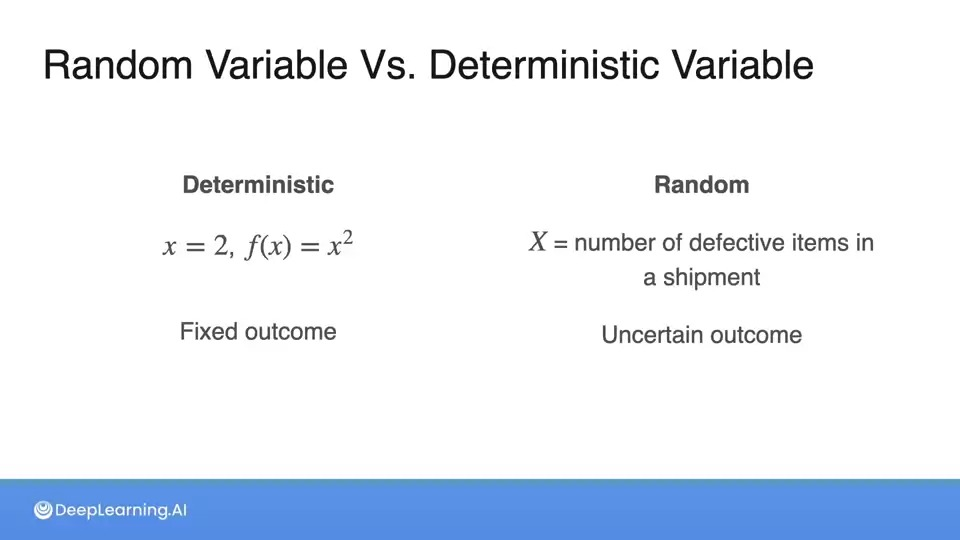 Random Variable Vs. Deterministic Variable
Deterministic
x = 2, f(x) = x²
Fixed outcome
Random
X = number of defective items in
a shipment
Uncertain outcome
DeepLearning.AI